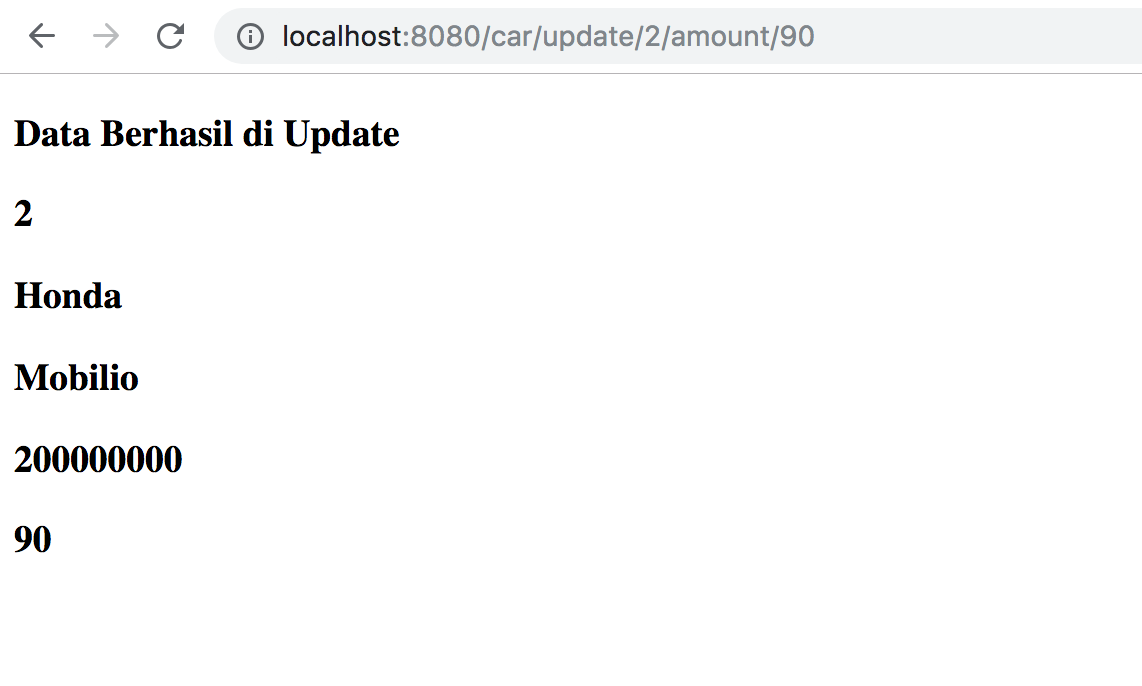 localhost:8080/car/update/2/amount/90
Data Berhasil di Update
2
Honda
Mobilio
200000000
90